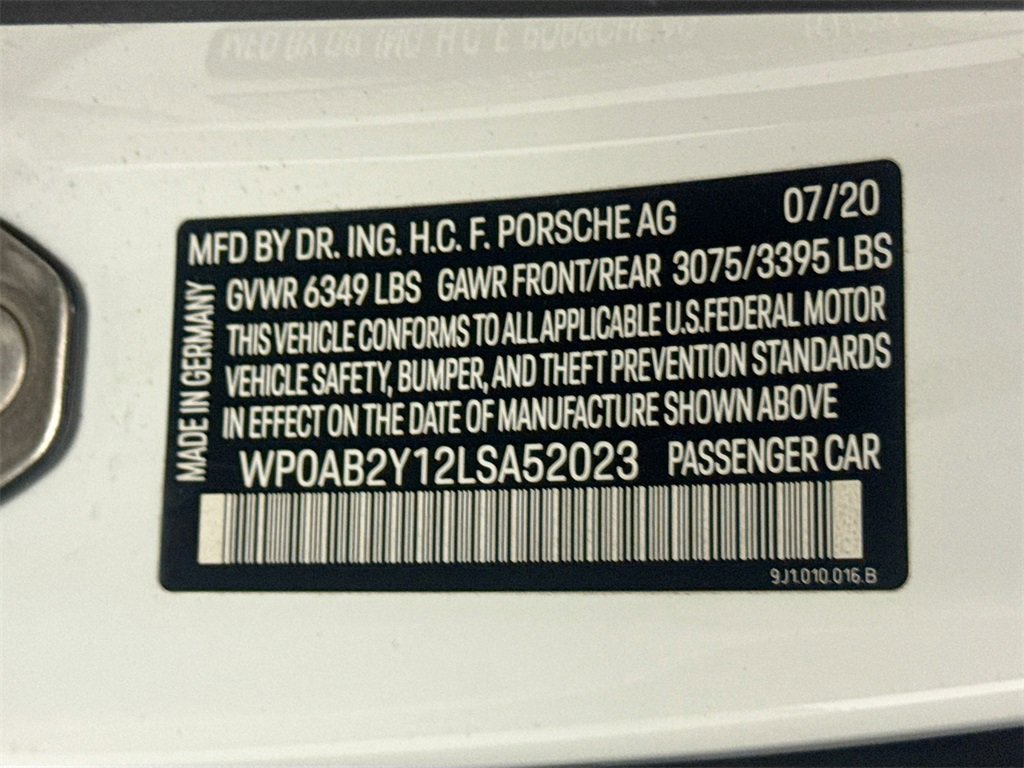 MFD BY DR. ING. H.C. F. PORSCHE AG 07/20
GVWR 6349 LBS GAWR FRONT/REAR 3075/3395 LBS
THIS VEHICLE CONFORMS TO ALL APPLICABLE U.S.FEDERAL MOTOR
VEHICLE SAFETY, BUMPER, AND THEFT PREVENTION STANDARDS
IN EFFECT ON THE DATE OF MANUFACTURE SHOWN ABOVE
WP0AB2Y12LSA52023 PASSENGER CAR
MADE IN GERMANY
9J1.010.016.B